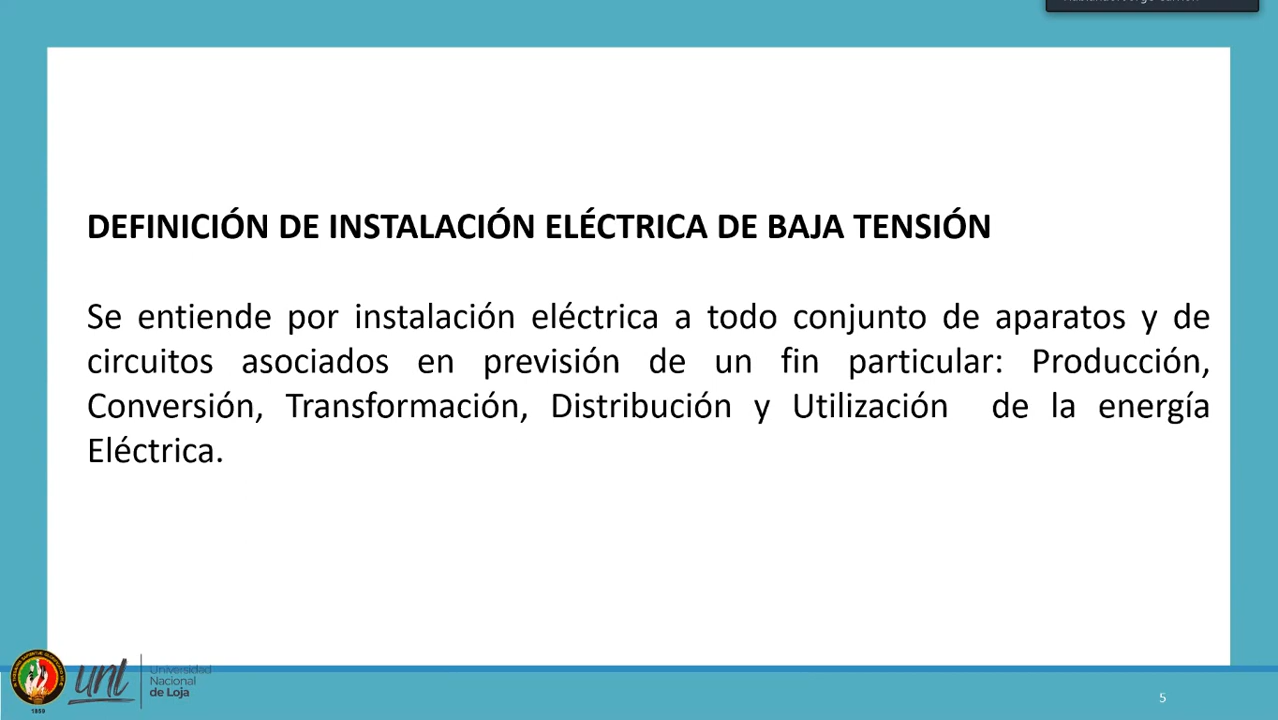 DEFINICIÓN DE INSTALACIÓN ELÉCTRICA DE BAJA TENSIÓN
Se entiende por instalación eléctrica a todo conjunto de aparatos y de
circuitos asociados en previsión de un fin particular: Producción,
Conversión, Transformación, Distribución y Utilización de la energía
Eléctrica.
unl
Universidad
Nacional
de Loja
1859
5